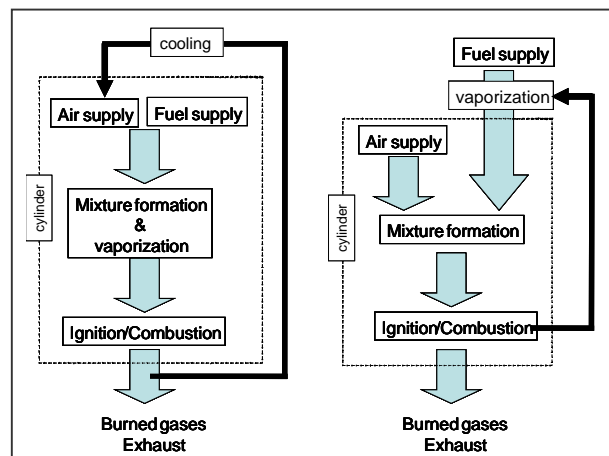 cooling
Air supply
Fuel supply
cylinder
Mixture formation
&
vaporization
Ignition/Combustion
Burned gases
Exhaust
Fuel supply
vaporization
Air supply
cylinder
Mixture formation
Ignition/Combustion
Burned gases
Exhaust